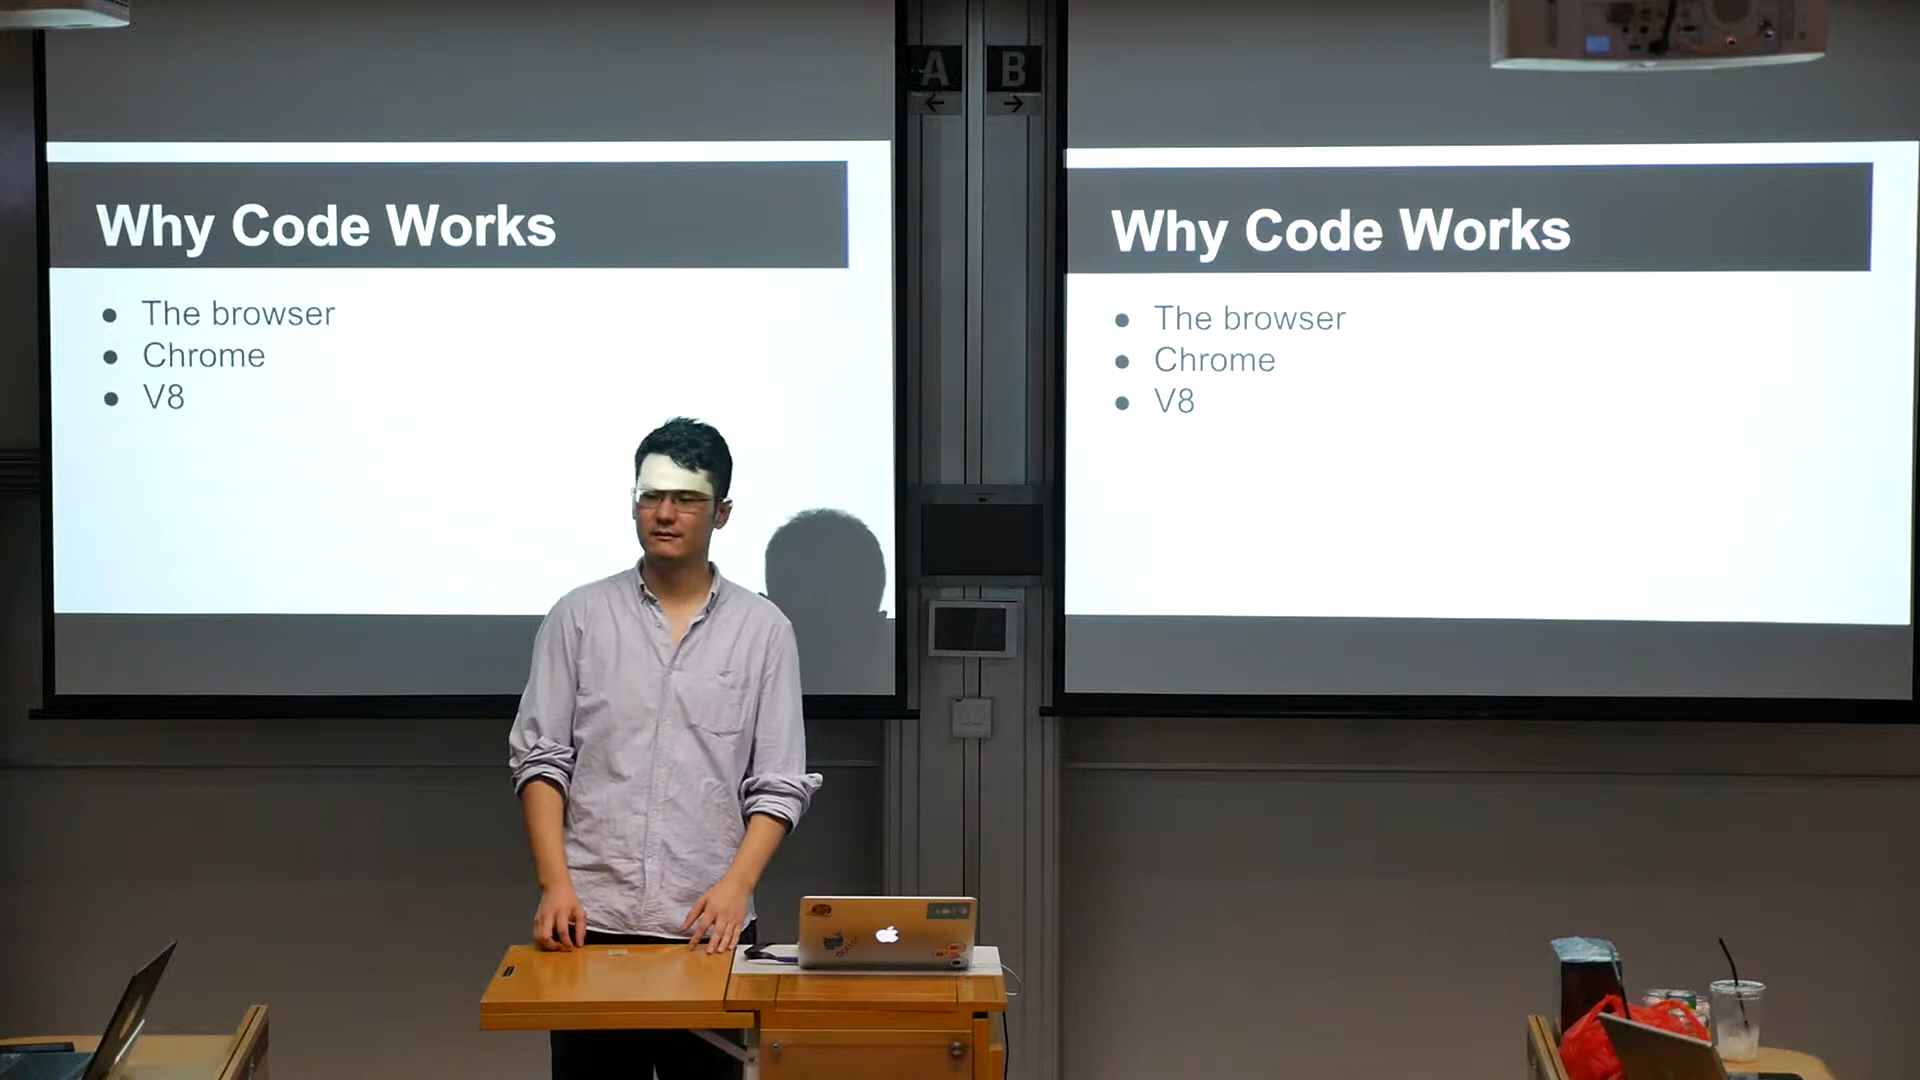 A B
← →
Why Code Works
● The browser
● Chrome
● V8
Why Code Works
● The browser
● Chrome
● V8